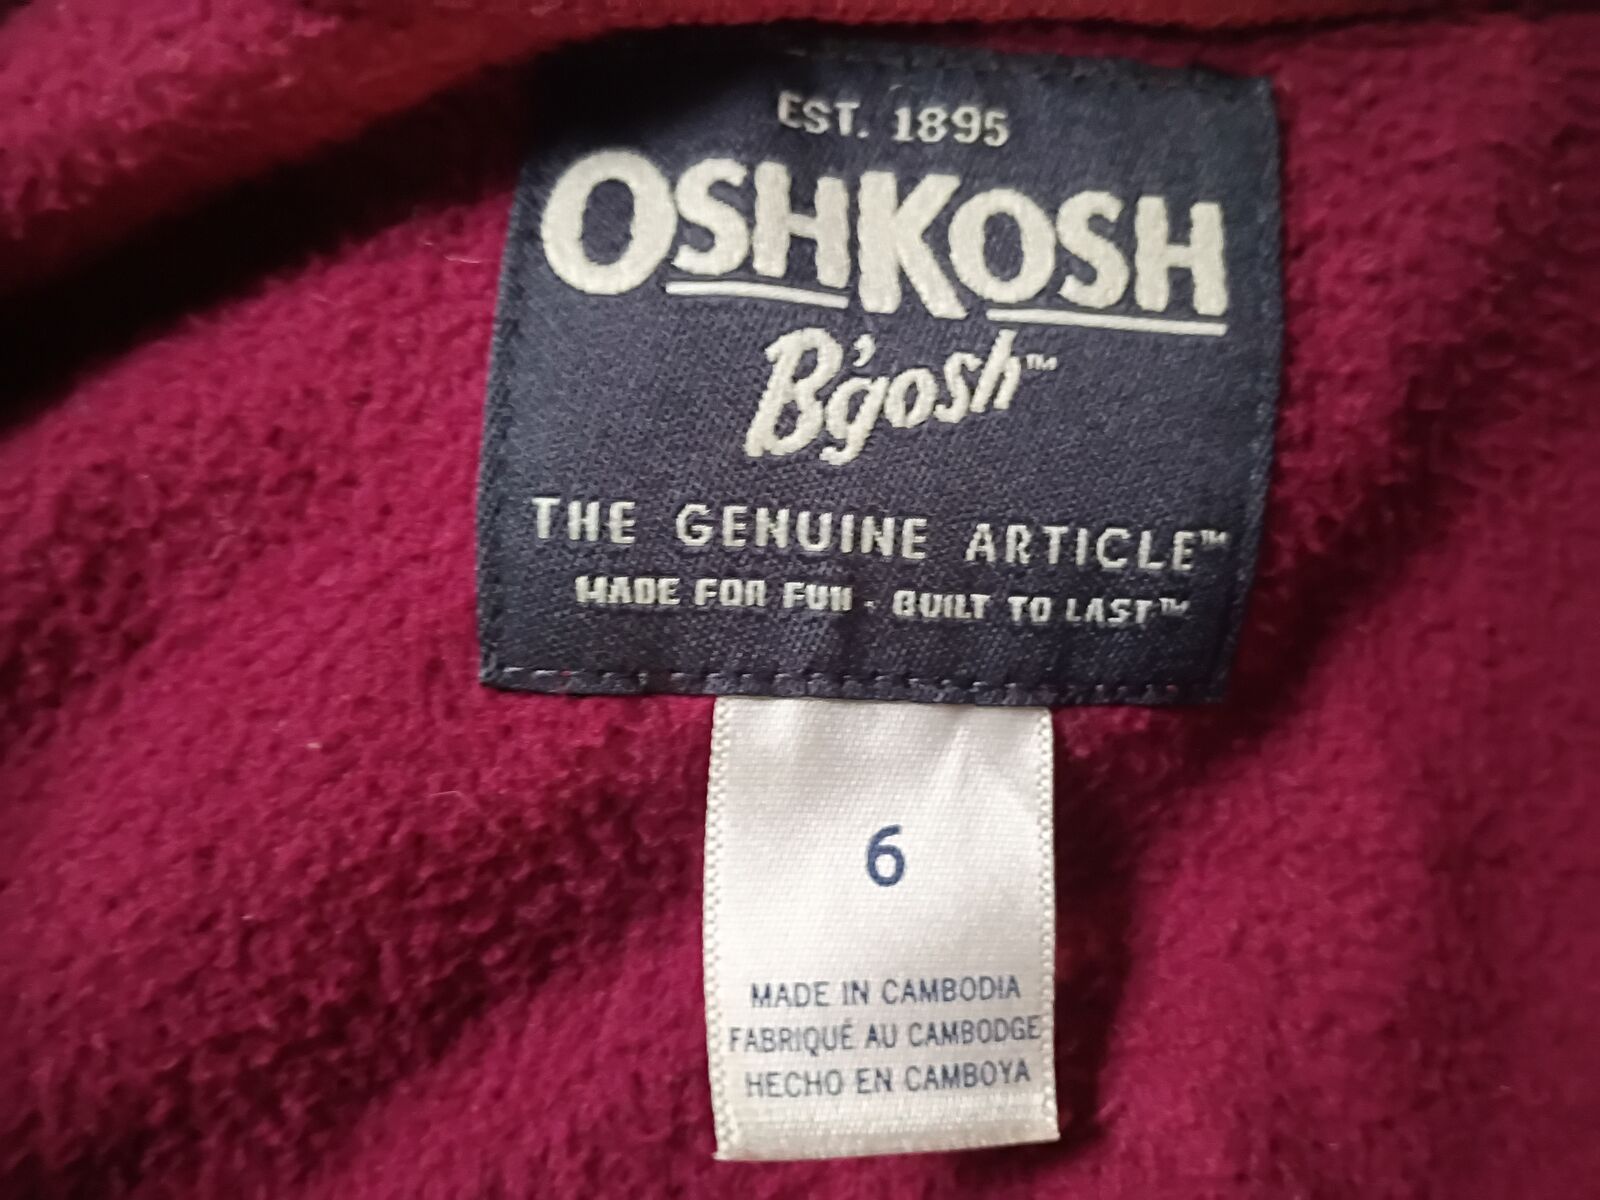 EST. 1895
OSHKOSH
B'gosh™
THE GENUINE ARTICLE™
MADE FOR FUN · BUILT TO LAST™
6
MADE IN CAMBODIA
FABRIQUÉ AU CAMBODGE
HECHO EN CAMBOYA